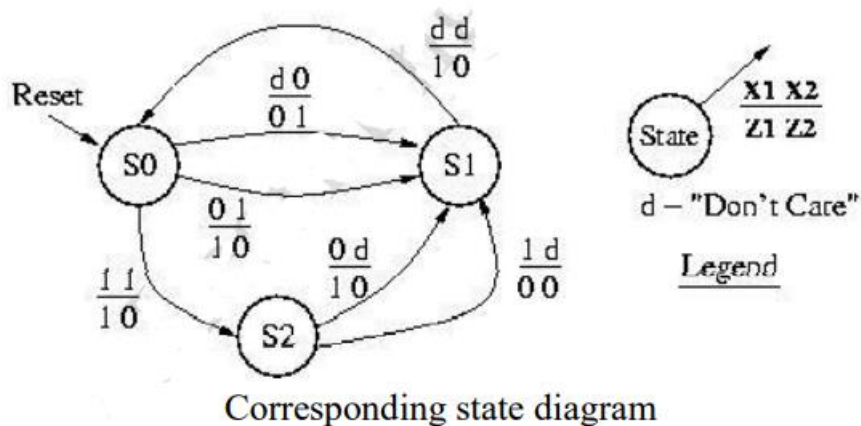 d d
1 0
Reset
d 0
0 1
X1 X2
Z1 Z2
S0
S1
State
d – "Don't Care"
0 1
1 0
0 d
1 0
1 d
0 0
Legend
1 1
1 0
S2
Corresponding state diagram